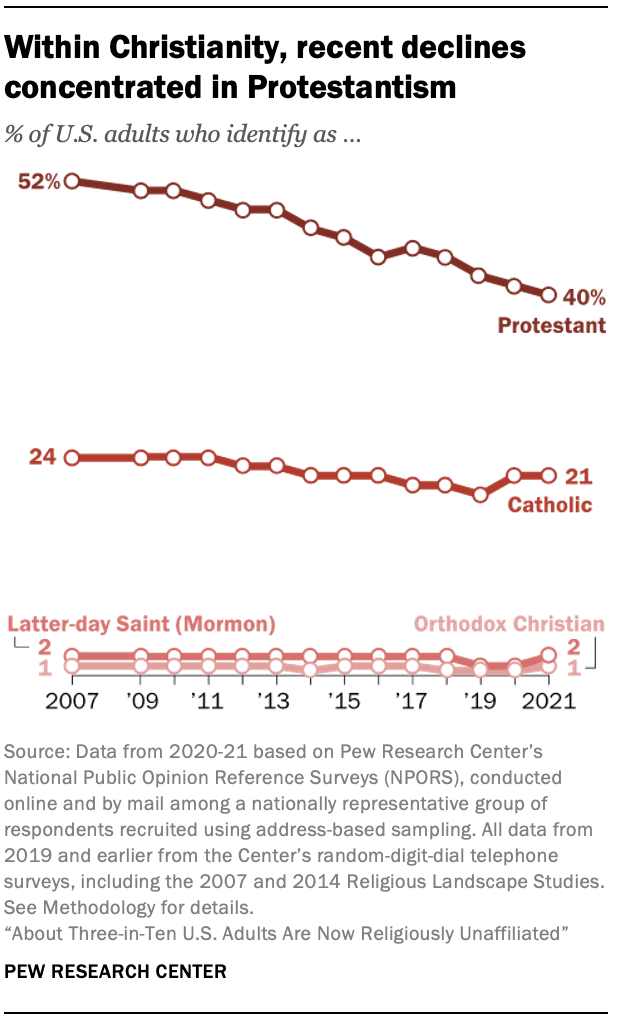 Within Christianity, recent declines
concentrated in Protestantism
% of U.S. adults who identify as ...
52%
40%
Protestant
24
21
Catholic
Latter-day Saint (Mormon)
Orthodox Christian
2
2
1
1
2007 '09 '11 '13 '15 '17 '19 2021
Source: Data from 2020-21 based on Pew Research Center's
National Public Opinion Reference Surveys (NPORS), conducted
online and by mail among a nationally representative group of
respondents recruited using address-based sampling. All data from
2019 and earlier from the Center's random-digit-dial telephone
surveys, including the 2007 and 2014 Religious Landscape Studies.
See Methodology for details.
“About Three-in-Ten U.S. Adults Are Now Religiously Unaffiliated”
PEW RESEARCH CENTER